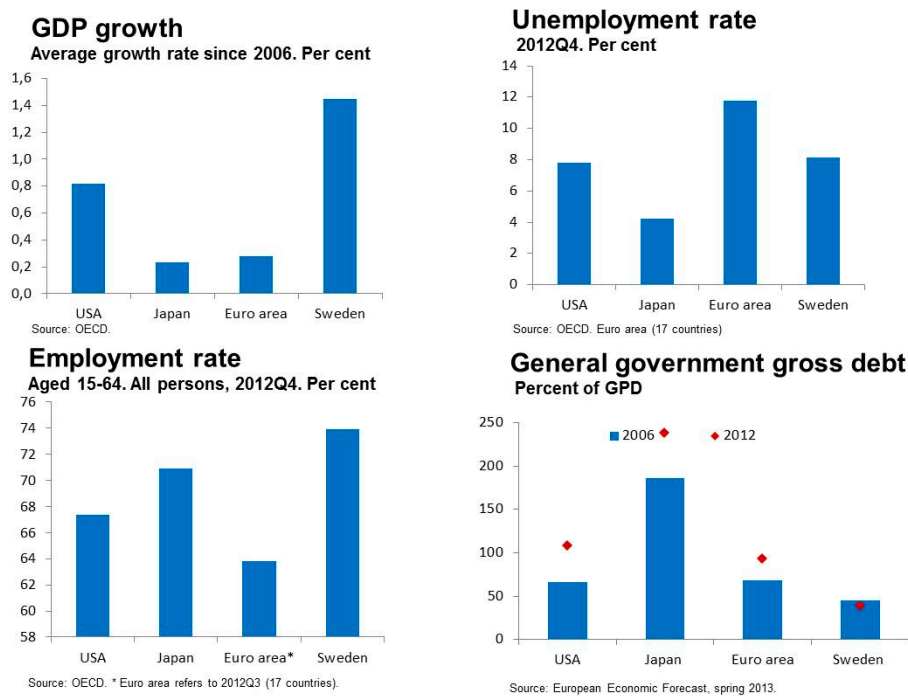 GDP growth
Average growth rate since 2006. Per cent
1,6
1,4
1,2
1,0
0,8
0,6
0,4
0,2
0,0
USA Japan Euro area Sweden
Source: OECD.
Unemployment rate
2012Q4. Per cent
14
12
10
8
6
4
2
0
USA Japan Euro area Sweden
Source: OECD. Euro area (17 countries)
Employment rate
Aged 15-64. All persons, 2012Q4. Per cent
76
74
72
70
68
66
64
62
60
58
USA Japan Euro area* Sweden
Source: OECD. * Euro area refers to 2012Q3 (17 countries).
General government gross debt
Percent of GPD
250
200
150
100
50
0
2006 2012
USA Japan Euro area Sweden
Source: European Economic Forecast, spring 2013.